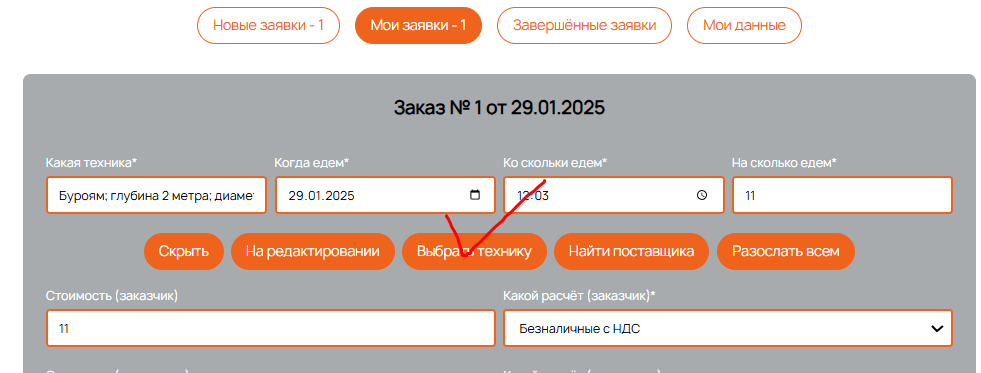 Новые заявки - 1 Мои заявки - 1 Завершённые заявки Мои данные
Заказ № 1 от 29.01.2025
Какая техника* Когда едем* Ко скольки едем* На сколько едем*
Буроям; глубина 2 метра; диаме 29.01.2025 12:03 11
Скрыть На редактировании Выбрать технику Найти поставщика Разослать всем
Стоимость (заказчик) Какой расчёт (заказчик)*
11 Безналичные с НДС